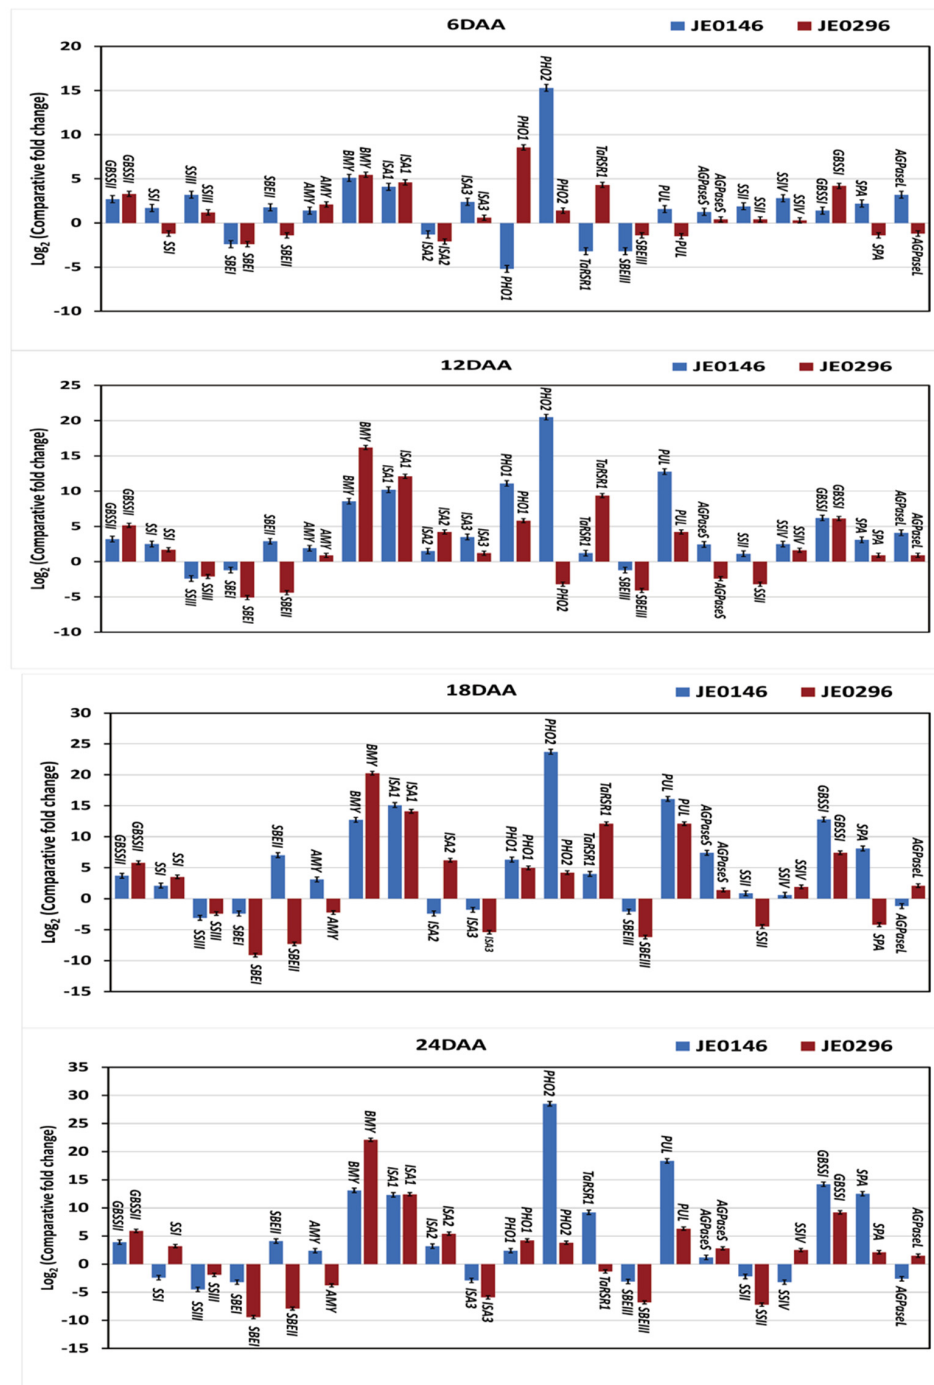 6DAA
JE0146 JE0296
Log2 (Comparative fold change)
20
15
10
5
0
-5
-10
GBSSII GBSSII SSI SSI SSIII SSIII SBEI SBEI SBEII SBEII AMY AMY BMY BMY ISA1 ISA1 ISA2 ISA2 ISA3 ISA3 PHO1 PHO1 PHO2 PHO2 TaRSR1 TaRSR1 SBEIII SBEIII PUL PUL AGPaseS AGPaseS SSII SSII SSIV SSIV GBSSI GBSSI SPA SPA AGPaseL AGPaseL
12DAA
JE0146 JE0296
Log2 (Comparative fold change)
25
20
15
10
5
0
-5
-10
GBSSII GBSSII SSI SSI SSIII SSIII SBEI SBEI SBEII SBEII AMY AMY BMY BMY ISA1 ISA1 ISA2 ISA2 ISA3 ISA3 PHO1 PHO1 PHO2 PHO2 TaRSR1 TaRSR1 SBEIII SBEIII PUL PUL AGPaseS AGPaseS SSII SSII SSIV SSIV GBSSI GBSSI SPA SPA AGPaseL AGPaseL
18DAA
JE0146 JE0296
Log2 (Comparative fold change)
30
25
20
15
10
5
0
-5
-10
-15
GBSSII GBSSII SSI SSI SSIII SSIII SBEI SBEI SBEII SBEII AMY AMY BMY BMY ISA1 ISA1 ISA2 ISA2 ISA3 ISA3 PHO1 PHO1 PHO2 PHO2 TaRSR1 TaRSR1 SBEIII SBEIII PUL PUL AGPaseS AGPaseS SSII SSII SSIV SSIV GBSSI GBSSI SPA SPA AGPaseL AGPaseL
24DAA
JE0146 JE0296
Log2 (Comparative fold change)
35
30
25
20
15
10
5
0
-5
-10
-15
GBSSII GBSSII SSI SSI SSIII SSIII SBEI SBEI SBEII SBEII AMY AMY BMY BMY ISA1 ISA1 ISA2 ISA2 ISA3 ISA3 PHO1 PHO1 PHO2 PHO2 TaRSR1 TaRSR1 SBEIII SBEIII PUL PUL AGPaseS AGPaseS SSII SSII SSIV SSIV GBSSI GBSSI SPA SPA AGPaseL AGPaseL